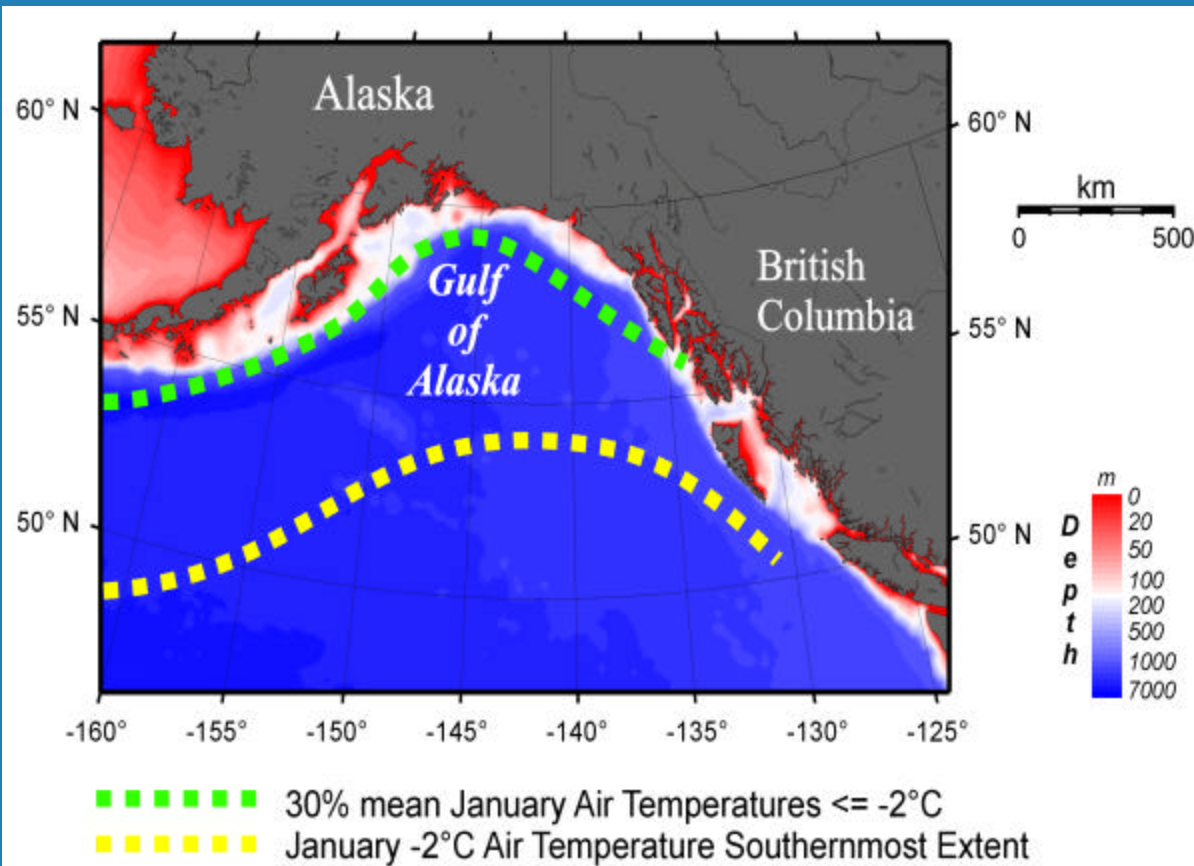 Alaska
60° N
60° N
km
0 500
British
Columbia
Gulf
of
Alaska
55° N
55° N
50° N
50° N
m
Depth
0
20
50
100
200
500
1000
7000
-160° -155° -150° -145° -140° -135° -130° -125°
30% mean January Air Temperatures <= -2°C
January -2°C Air Temperature Southernmost Extent